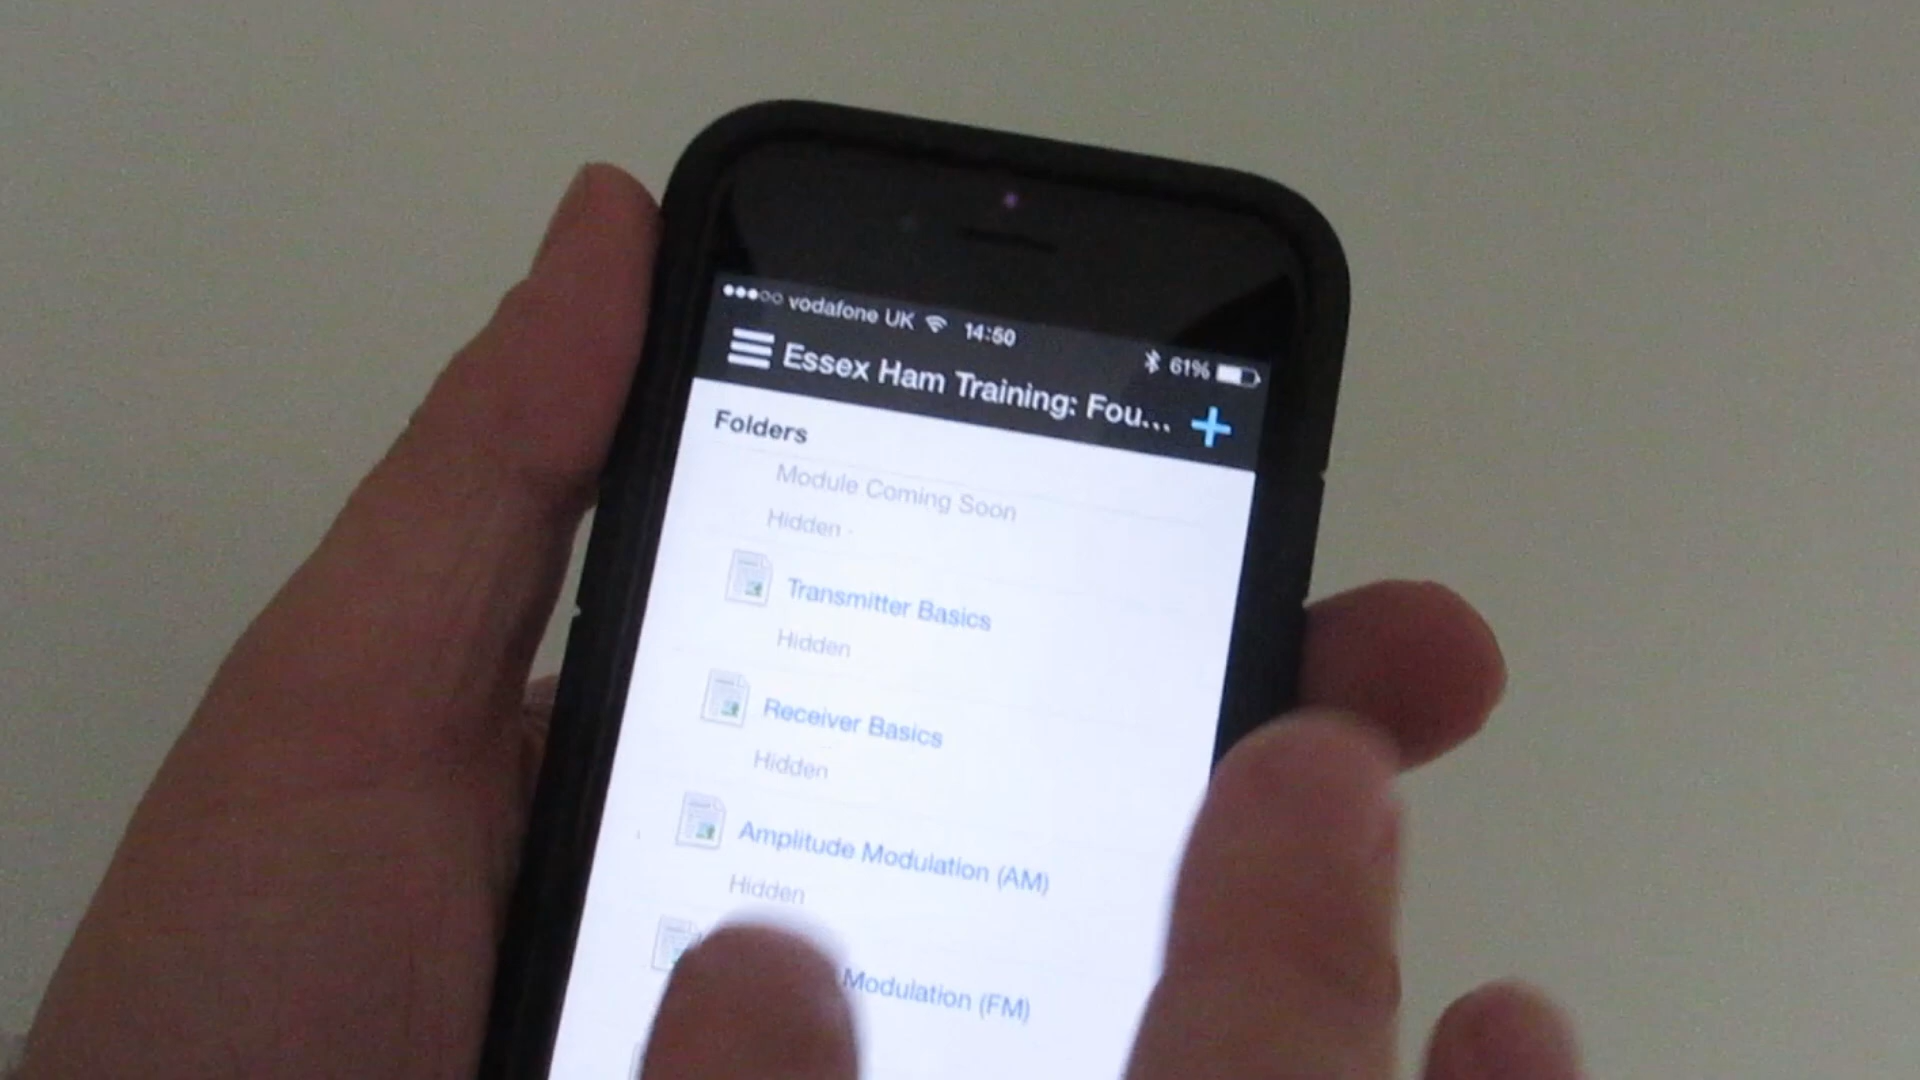 vodafone UK 14:50 61%
Essex Ham Training: Fou...
Folders
Module Coming Soon
Hidden -
Transmitter Basics
Hidden
Receiver Basics
Hidden
Amplitude Modulation (AM)
Hidden
Modulation (FM)